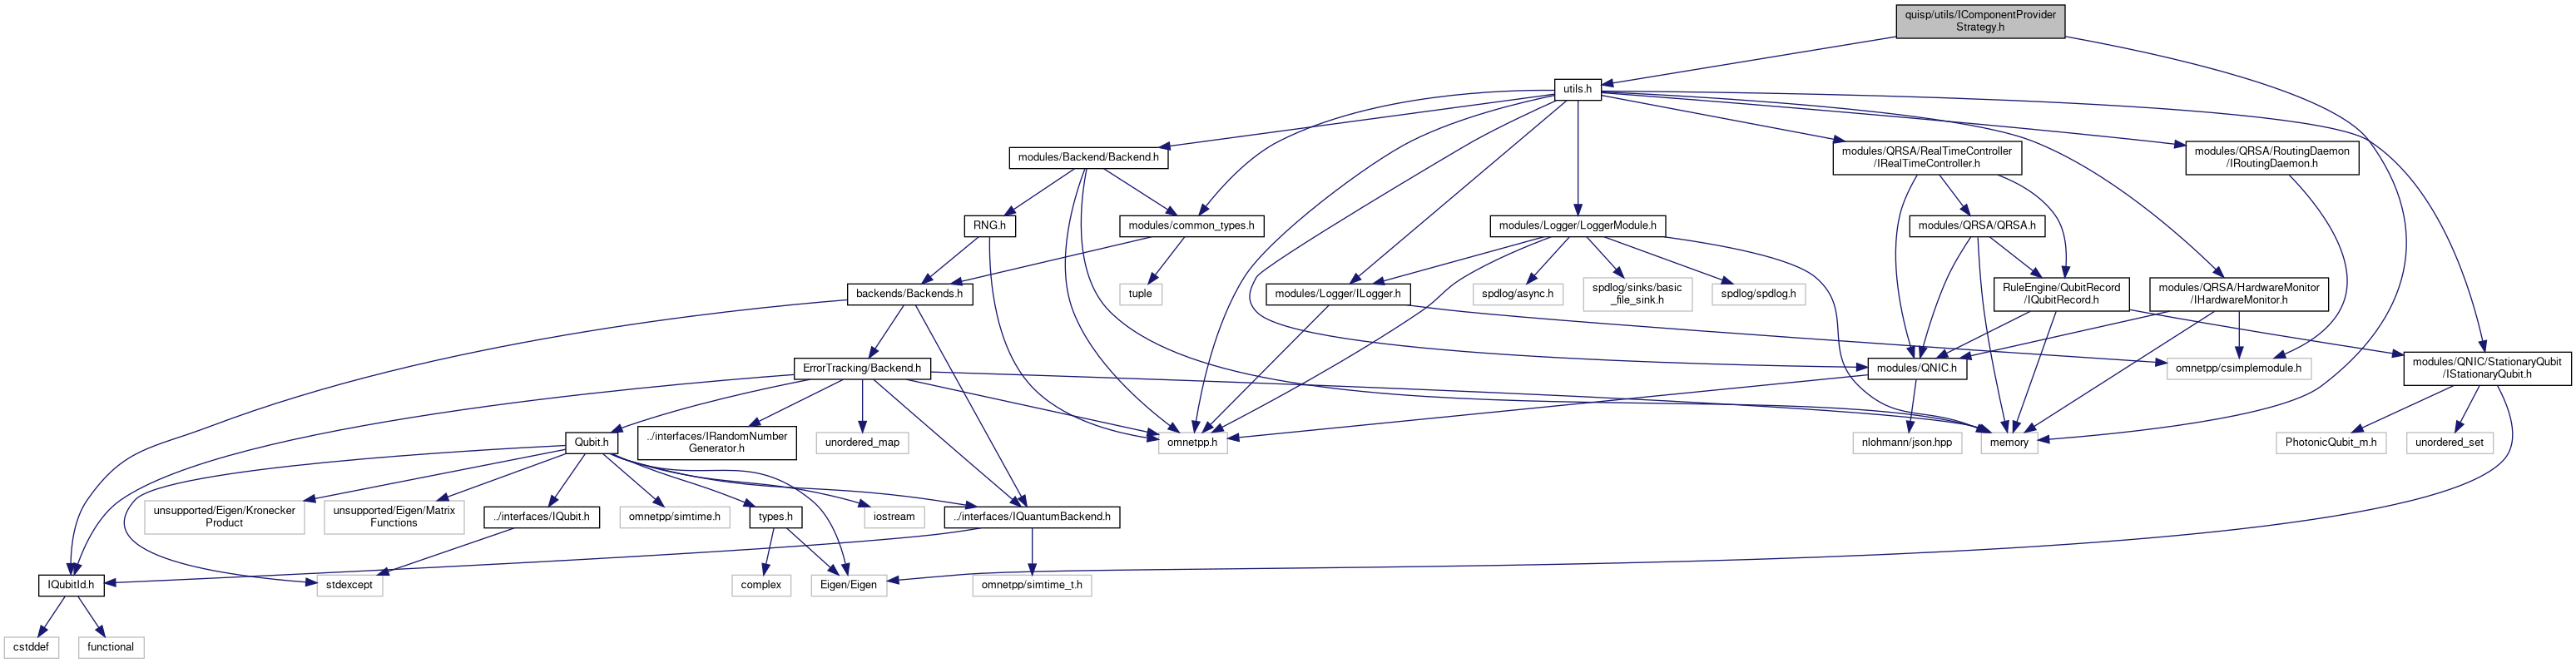 quisp/utils/IComponentProvider
Strategy.h
utils.h
modules/Backend/Backend.h
modules/QRSA/RealTimeController
/IRealTimeController.h
modules/QRSA/RoutingDaemon
/IRoutingDaemon.h
RNG.h
modules/common_types.h
modules/Logger/LoggerModule.h
modules/QRSA/QRSA.h
backends/Backends.h
tuple
modules/Logger/ILogger.h
spdlog/async.h
spdlog/sinks/basic
_file_sink.h
spdlog/spdlog.h
RuleEngine/QubitRecord
/IQubitRecord.h
modules/QRSA/HardwareMonitor
/IHardwareMonitor.h
ErrorTracking/Backend.h
modules/QNIC.h
omnetpp/csimplemodule.h
modules/QNIC/StationaryQubit
/IStationaryQubit.h
Qubit.h
../interfaces/IRandomNumber
Generator.h
unordered_map
omnetpp.h
nlohmann/json.hpp
memory
PhotonicQubit_m.h
unordered_set
unsupported/Eigen/Kronecker
Product
unsupported/Eigen/Matrix
Functions
../interfaces/IQubit.h
omnetpp/simtime.h
types.h
iostream
../interfaces/IQuantumBackend.h
IQubitId.h
stdexcept
complex
Eigen/Eigen
omnetpp/simtime_t.h
cstddef
functional